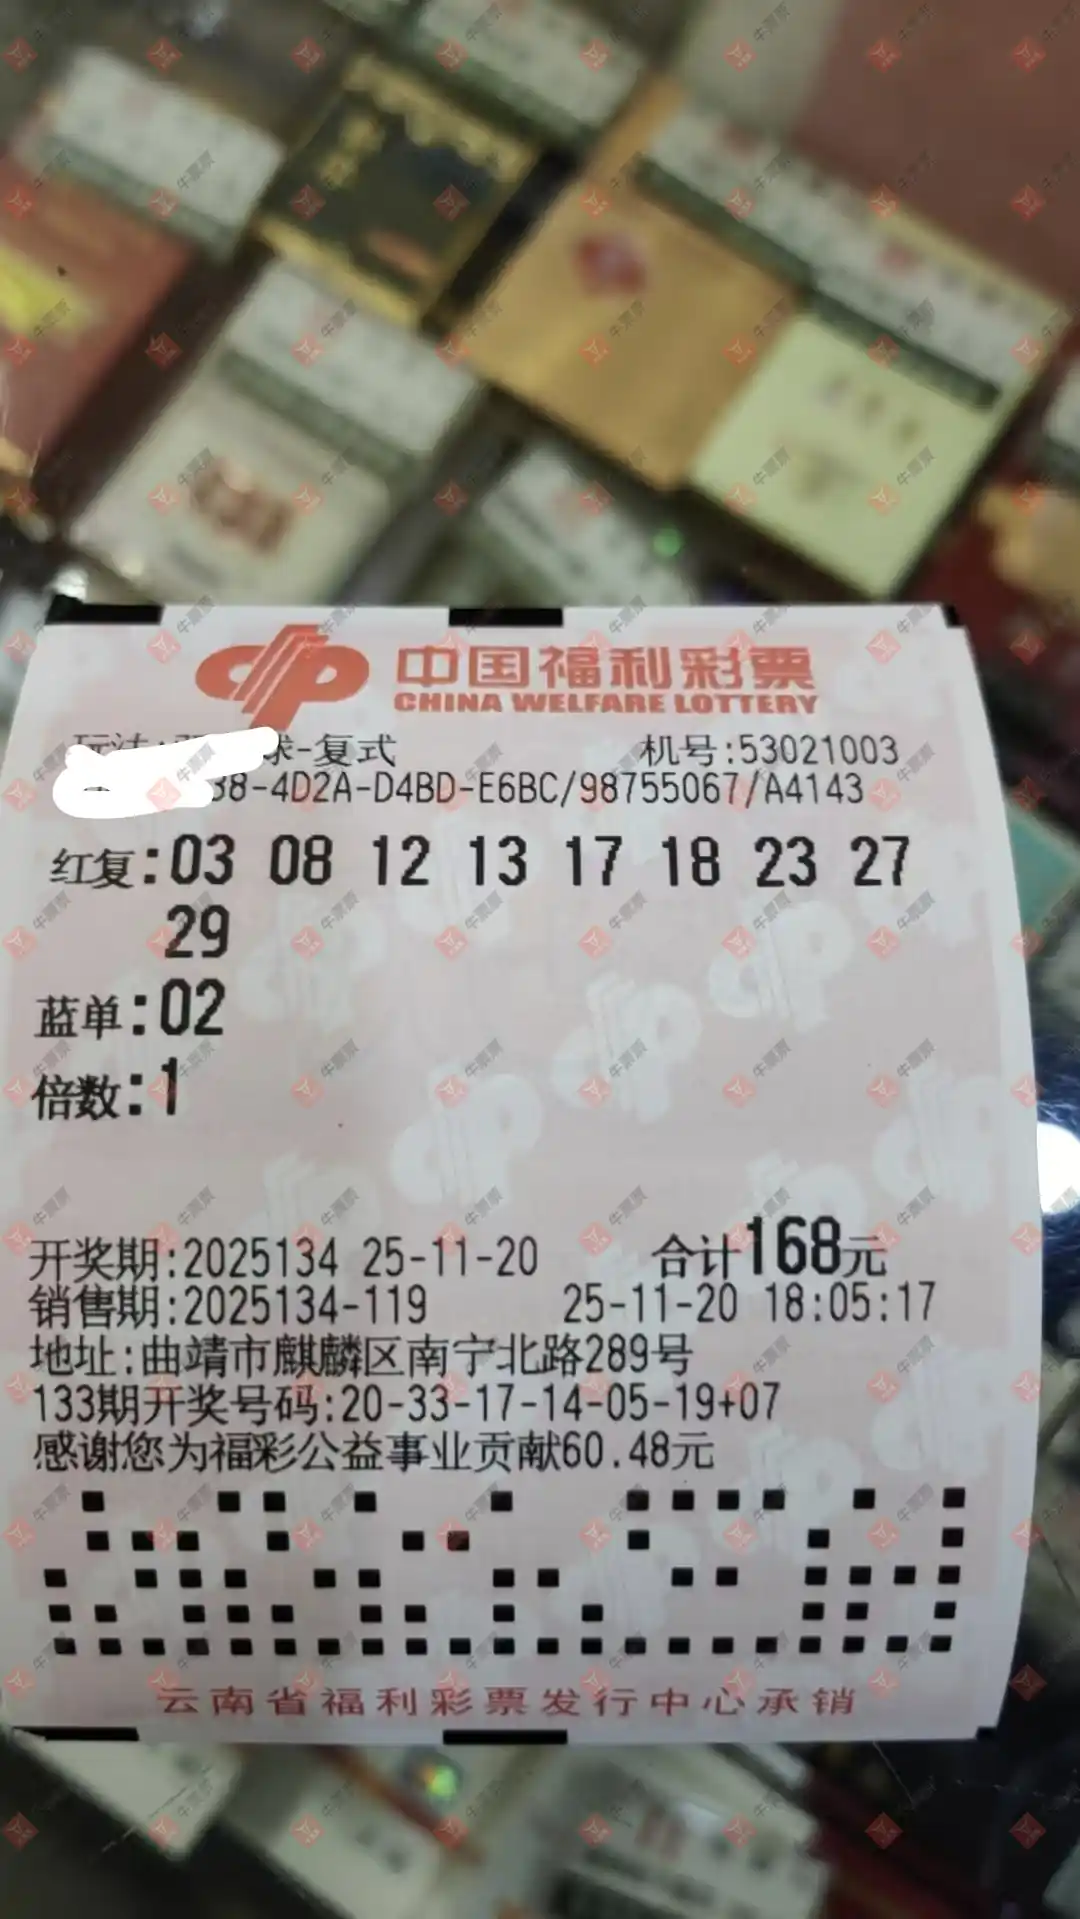 中国福利彩票
CHINA WELFARE LOTTERY
球-复式 机号:53021003
38-4D2A-D4BD-E6BC/98755067/A4143
红复:03 08 12 13 17 18 23 27
29
蓝单:02
倍数:1
开奖期:2025134 25-11-20 合计168元
销售期:2025134-119 25-11-20 18:05:17
地址:曲靖市麒麟区南宁北路289号
133期开奖号码:20-33-17-14-05-19+07
感谢您为福彩公益事业贡献60.48元
云南省福利彩票发行中心承销